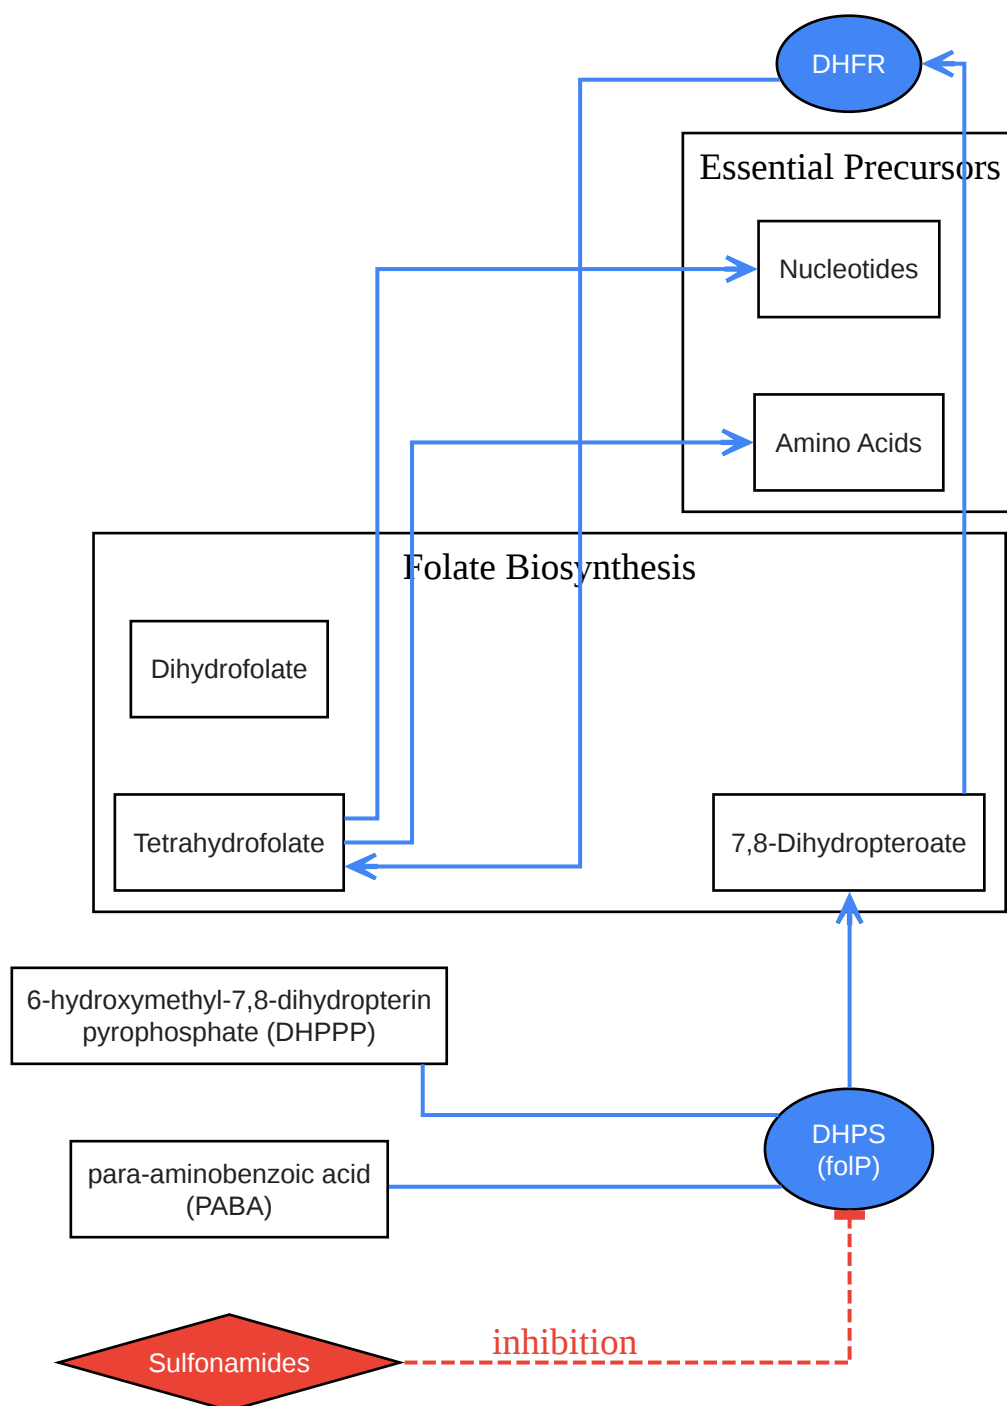 DHFR
Essential Precursors
Nucleotides
Amino Acids
Folate Biosynthesis
Dihydrofolate
Tetrahydrofolate
7,8-Dihydropteroate
6-hydroxymethyl-7,8-dihydropterin
pyrophosphate (DHPPP)
DHPS
(folP)
para-aminobenzoic acid
(PABA)
inhibition
Sulfonamides